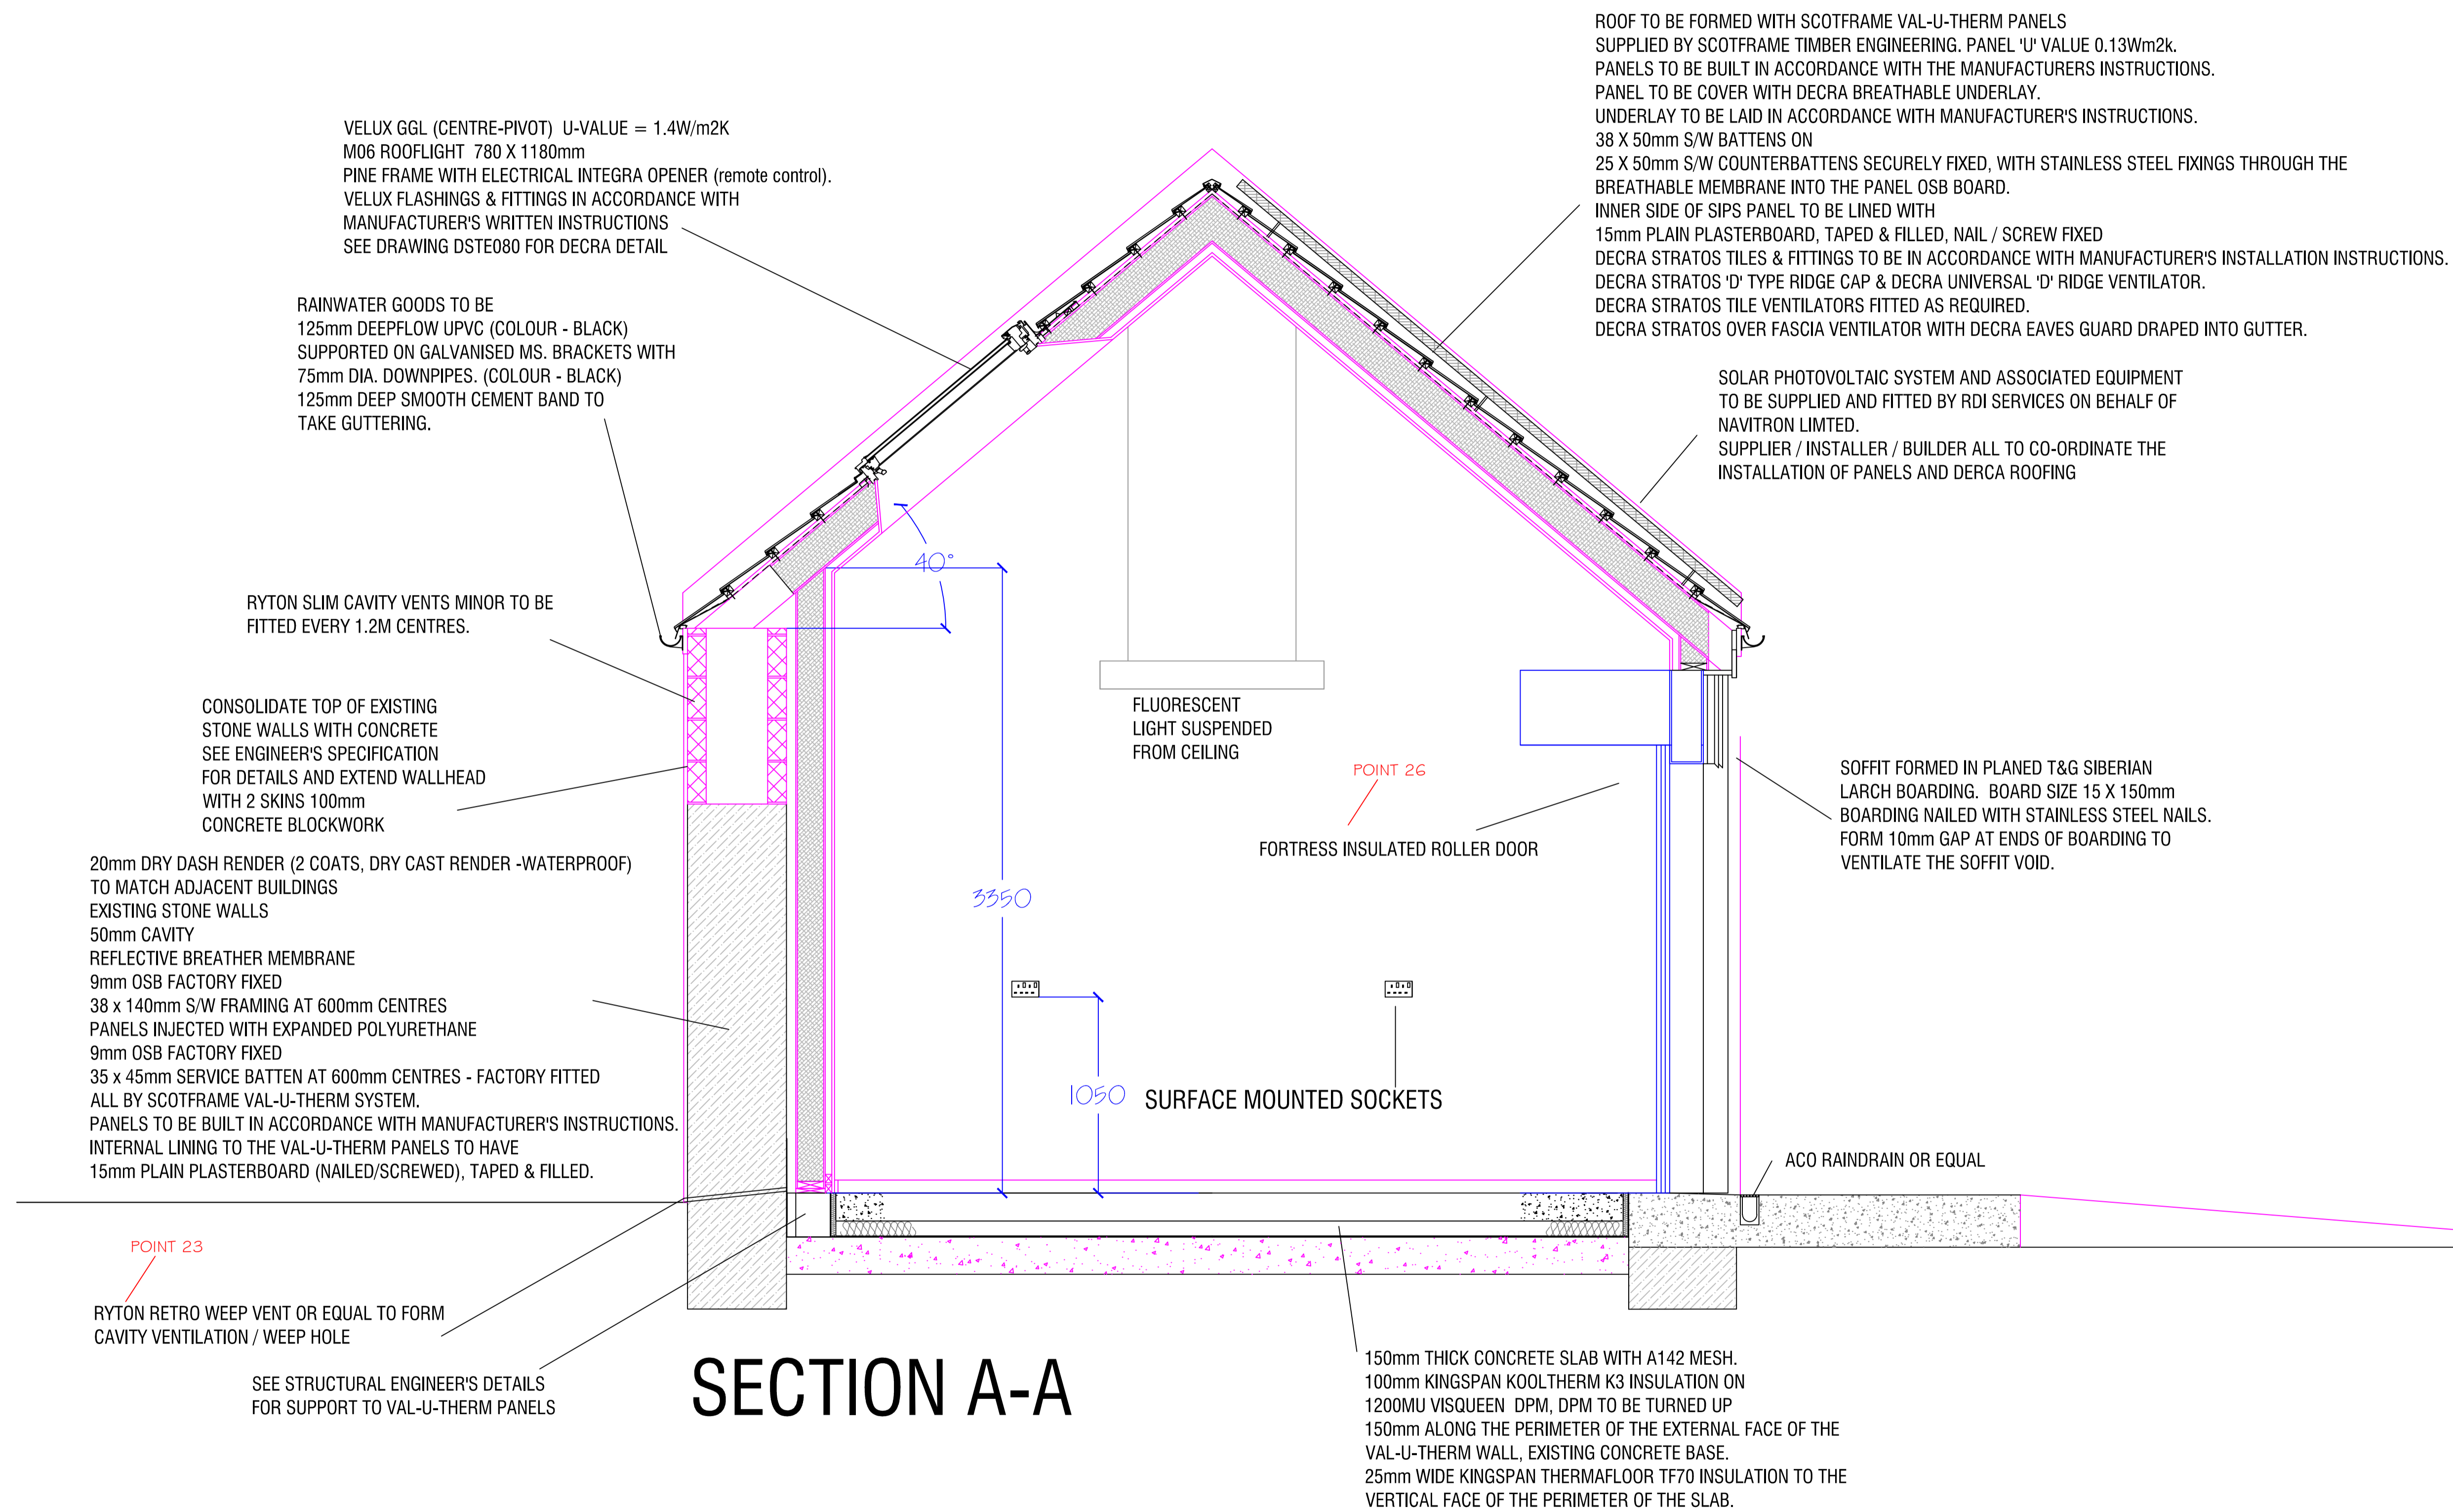 ROOF TO BE FORMED WITH SCOTFRAME VAL-U-THERM PANELS
SUPPLIED BY SCOTFRAME TIMBER ENGINEERING. PANEL 'U' VALUE 0.13Wm2k.
PANELS TO BE BUILT IN ACCORDANCE WITH THE MANUFACTURERS INSTRUCTIONS.
PANEL TO BE COVER WITH DECRA BREATHABLE UNDERLAY.
UNDERLAY TO BE LAID IN ACCORDANCE WITH MANUFACTURER'S INSTRUCTIONS.
38 X 50mm S/W BATTENS ON
25 X 50mm S/W COUNTERBATTENS SECURELY FIXED, WITH STAINLESS STEEL FIXINGS THROUGH THE
BREATHABLE MEMBRANE INTO THE PANEL OSB BOARD.
INNER SIDE OF SIPS PANEL TO BE LINED WITH
15mm PLAIN PLASTERBOARD, TAPED & FILLED, NAIL / SCREW FIXED
DECRA STRATOS TILES & FITTINGS TO BE IN ACCORDANCE WITH MANUFACTURER'S INSTALLATION INSTRUCTIONS.
DECRA STRATOS 'D' TYPE RIDGE CAP & DECRA UNIVERSAL 'D' RIDGE VENTILATOR.
DECRA STRATOS TILE VENTILATORS FITTED AS REQUIRED.
DECRA STRATOS OVER FASCIA VENTILATOR WITH DECRA EAVES GUARD DRAPED INTO GUTTER.
VELUX GGL (CENTRE-PIVOT) U-VALUE = 1.4W/m2K
M06 ROOFLIGHT 780 X 1180mm
PINE FRAME WITH ELECTRICAL INTEGRA OPENER (remote control).
VELUX FLASHINGS & FITTINGS IN ACCORDANCE WITH
MANUFACTURER'S WRITTEN INSTRUCTIONS
SEE DRAWING DSTE080 FOR DECRA DETAIL
RAINWATER GOODS TO BE
125mm DEEPFLOW UPVC (COLOUR - BLACK)
SUPPORTED ON GALVANISED MS. BRACKETS WITH
75mm DIA. DOWNPIPES. (COLOUR - BLACK)
125mm DEEP SMOOTH CEMENT BAND TO
TAKE GUTTERING.
SOLAR PHOTOVOLTAIC SYSTEM AND ASSOCIATED EQUIPMENT
TO BE SUPPLIED AND FITTED BY RDI SERVICES ON BEHALF OF
NAVITRON LIMTED.
SUPPLIER / INSTALLER / BUILDER ALL TO CO-ORDINATE THE
INSTALLATION OF PANELS AND DERCA ROOFING
40°
RYTON SLIM CAVITY VENTS MINOR TO BE
FITTED EVERY 1.2M CENTRES.
CONSOLIDATE TOP OF EXISTING
STONE WALLS WITH CONCRETE
SEE ENGINEER'S SPECIFICATION
FOR DETAILS AND EXTEND WALLHEAD
WITH 2 SKINS 100mm
CONCRETE BLOCKWORK
FLUORESCENT
LIGHT SUSPENDED
FROM CEILING
POINT 26
FORTRESS INSULATED ROLLER DOOR
SOFFIT FORMED IN PLANED T&G SIBERIAN
LARCH BOARDING. BOARD SIZE 15 X 150mm
BOARDING NAILED WITH STAINLESS STEEL NAILS.
FORM 10mm GAP AT ENDS OF BOARDING TO
VENTILATE THE SOFFIT VOID.
20mm DRY DASH RENDER (2 COATS, DRY CAST RENDER -WATERPROOF)
TO MATCH ADJACENT BUILDINGS
EXISTING STONE WALLS
50mm CAVITY
REFLECTIVE BREATHER MEMBRANE
9mm OSB FACTORY FIXED
38 x 140mm S/W FRAMING AT 600mm CENTRES
PANELS INJECTED WITH EXPANDED POLYURETHANE
9mm OSB FACTORY FIXED
35 x 45mm SERVICE BATTEN AT 600mm CENTRES - FACTORY FITTED
ALL BY SCOTFRAME VAL-U-THERM SYSTEM.
PANELS TO BE BUILT IN ACCORDANCE WITH MANUFACTURER'S INSTRUCTIONS.
INTERNAL LINING TO THE VAL-U-THERM PANELS TO HAVE
15mm PLAIN PLASTERBOARD (NAILED/SCREWED), TAPED & FILLED.
3350
1050
SURFACE MOUNTED SOCKETS
ACO RAINDRAIN OR EQUAL
POINT 23
RYTON RETRO WEEP VENT OR EQUAL TO FORM
CAVITY VENTILATION / WEEP HOLE
SEE STRUCTURAL ENGINEER'S DETAILS
FOR SUPPORT TO VAL-U-THERM PANELS
SECTION A-A
150mm THICK CONCRETE SLAB WITH A142 MESH.
100mm KINGSPAN KOOLTHERM K3 INSULATION ON
1200MU VISQUEEN DPM, DPM TO BE TURNED UP
150mm ALONG THE PERIMETER OF THE EXTERNAL FACE OF THE
VAL-U-THERM WALL, EXISTING CONCRETE BASE.
25mm WIDE KINGSPAN THERMAFLOOR TF70 INSULATION TO THE
VERTICAL FACE OF THE PERIMETER OF THE SLAB.